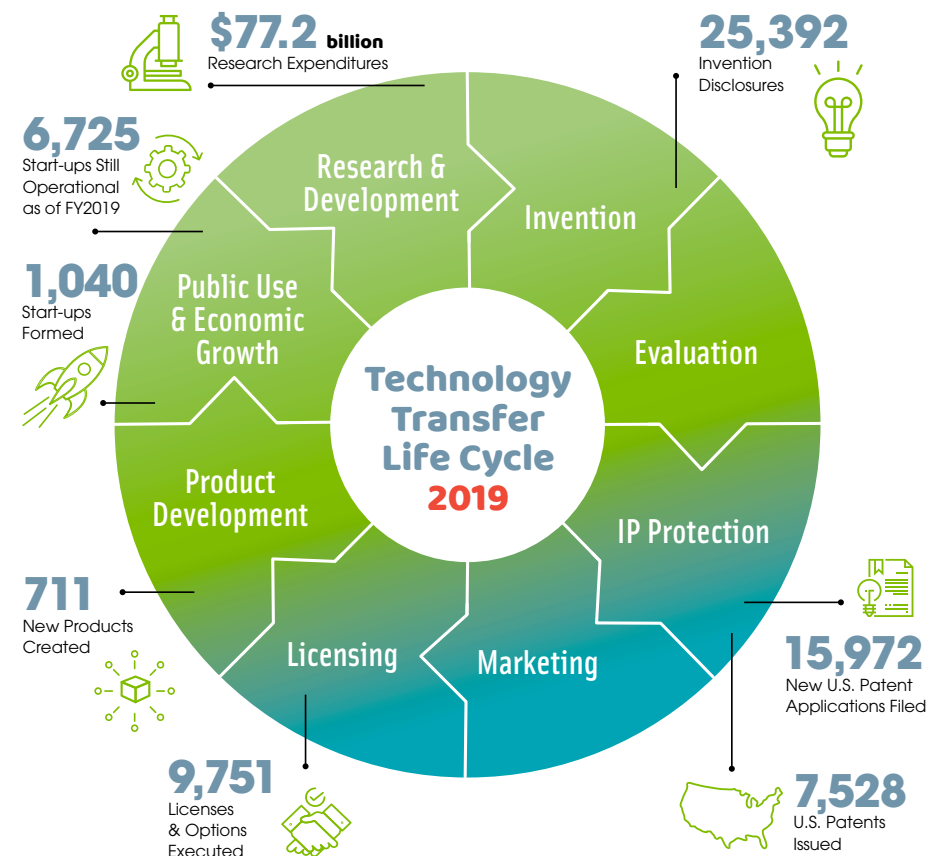 $77.2 billion
Research Expenditures
25,392
Invention
Disclosures
6,725
Start-ups Still
Operational
as of FY2019
1,040
Start-ups
Formed
Research &
Development
Invention
Public Use
& Economic
Growth
Evaluation
Technology
Transfer
Life Cycle
2019
Product
Development
IP Protection
Licensing
Marketing
711
New Products
Created
15,972
New U.S. Patent
Applications Filed
9,751
Licenses
& Options
Executed
7,528
U.S. Patents
Issued